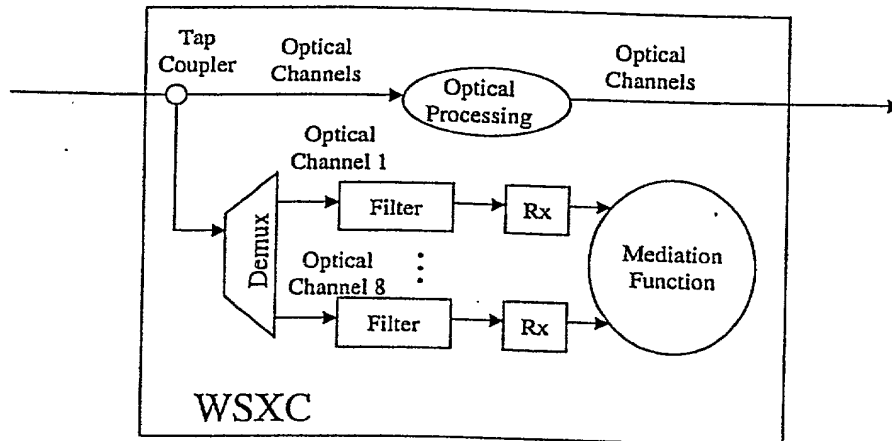 Tap
Coupler
Optical
Channels
Optical
Processing
Optical
Channels
Optical
Channel 1
Filter
Rx
Demux
Optical
Channel 8
Filter
Rx
Mediation
Function
WSXC